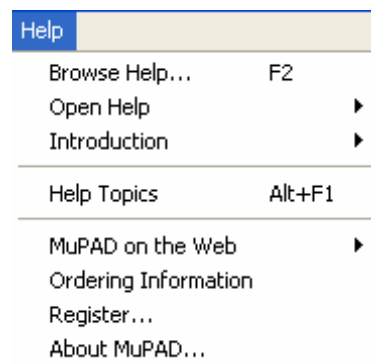 Help
Browse Help... F2
Open Help
Introduction
Help Topics Alt+F1
MuPAD on the Web
Ordering Information
Register...
About MuPAD...